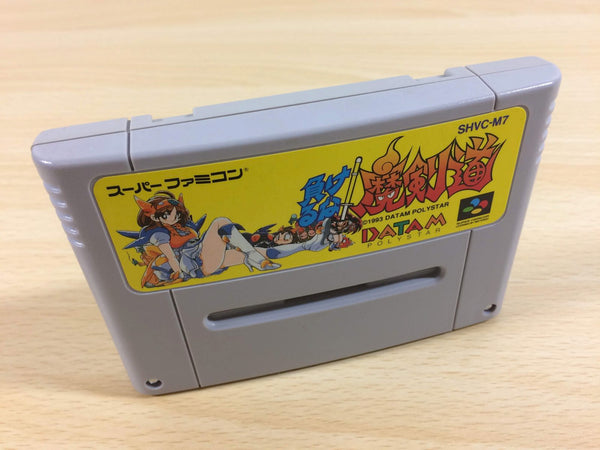 スーパーファミコン
SHVC-M7
負けるな
魔剣道
©1993 DATAM POLYSTAR
DATAM
POLYSTAR